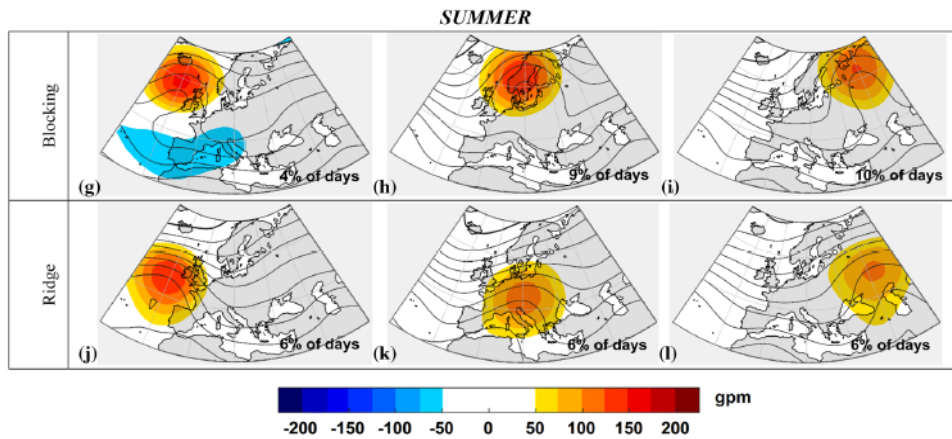 SUMMER
Blocking
(g)
4% of days
(h)
9% of days
(i)
10% of days
Ridge
(j)
6% of days
(k)
6% of days
(l)
6% of days
gpm
-200 -150 -100 -50 0 50 100 150 200